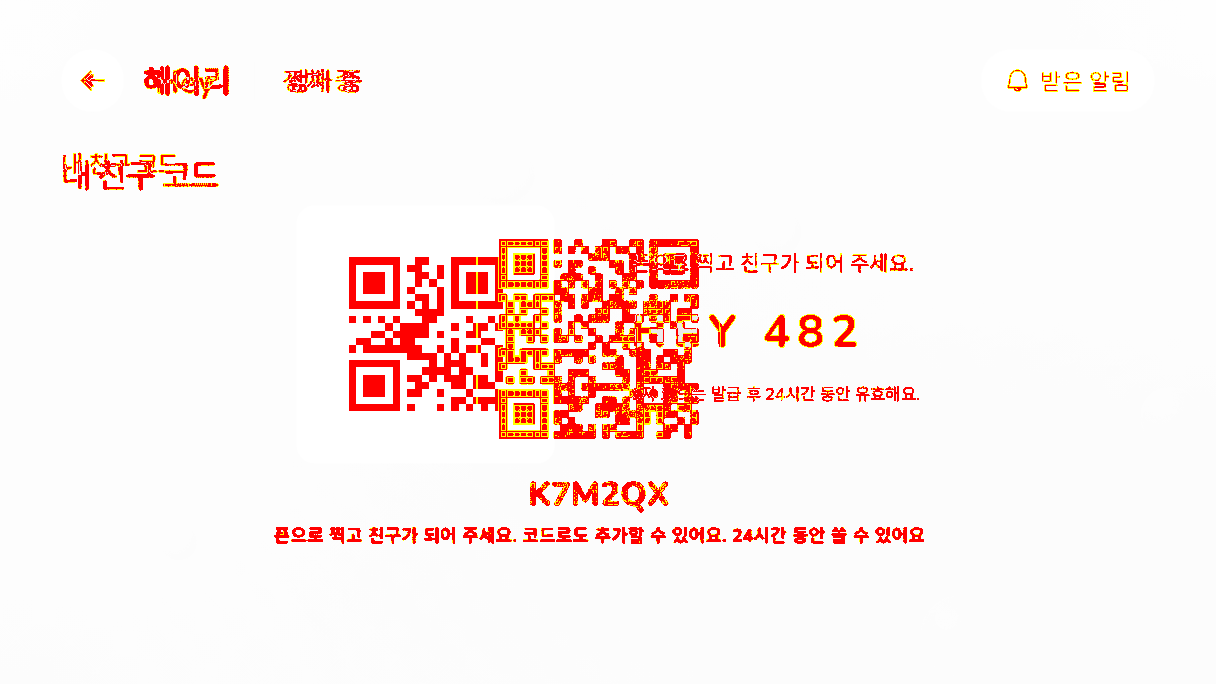 받은 알림
내 친구 코드
찍고 친구가 되어 주세요.
Y 482
발급 후 24시간 동안 유효해요.
K7M2QX
폰으로 찍고 친구가 되어 주세요. 코드로도 추가할 수 있어요. 24시간 동안 쓸 수 있어요